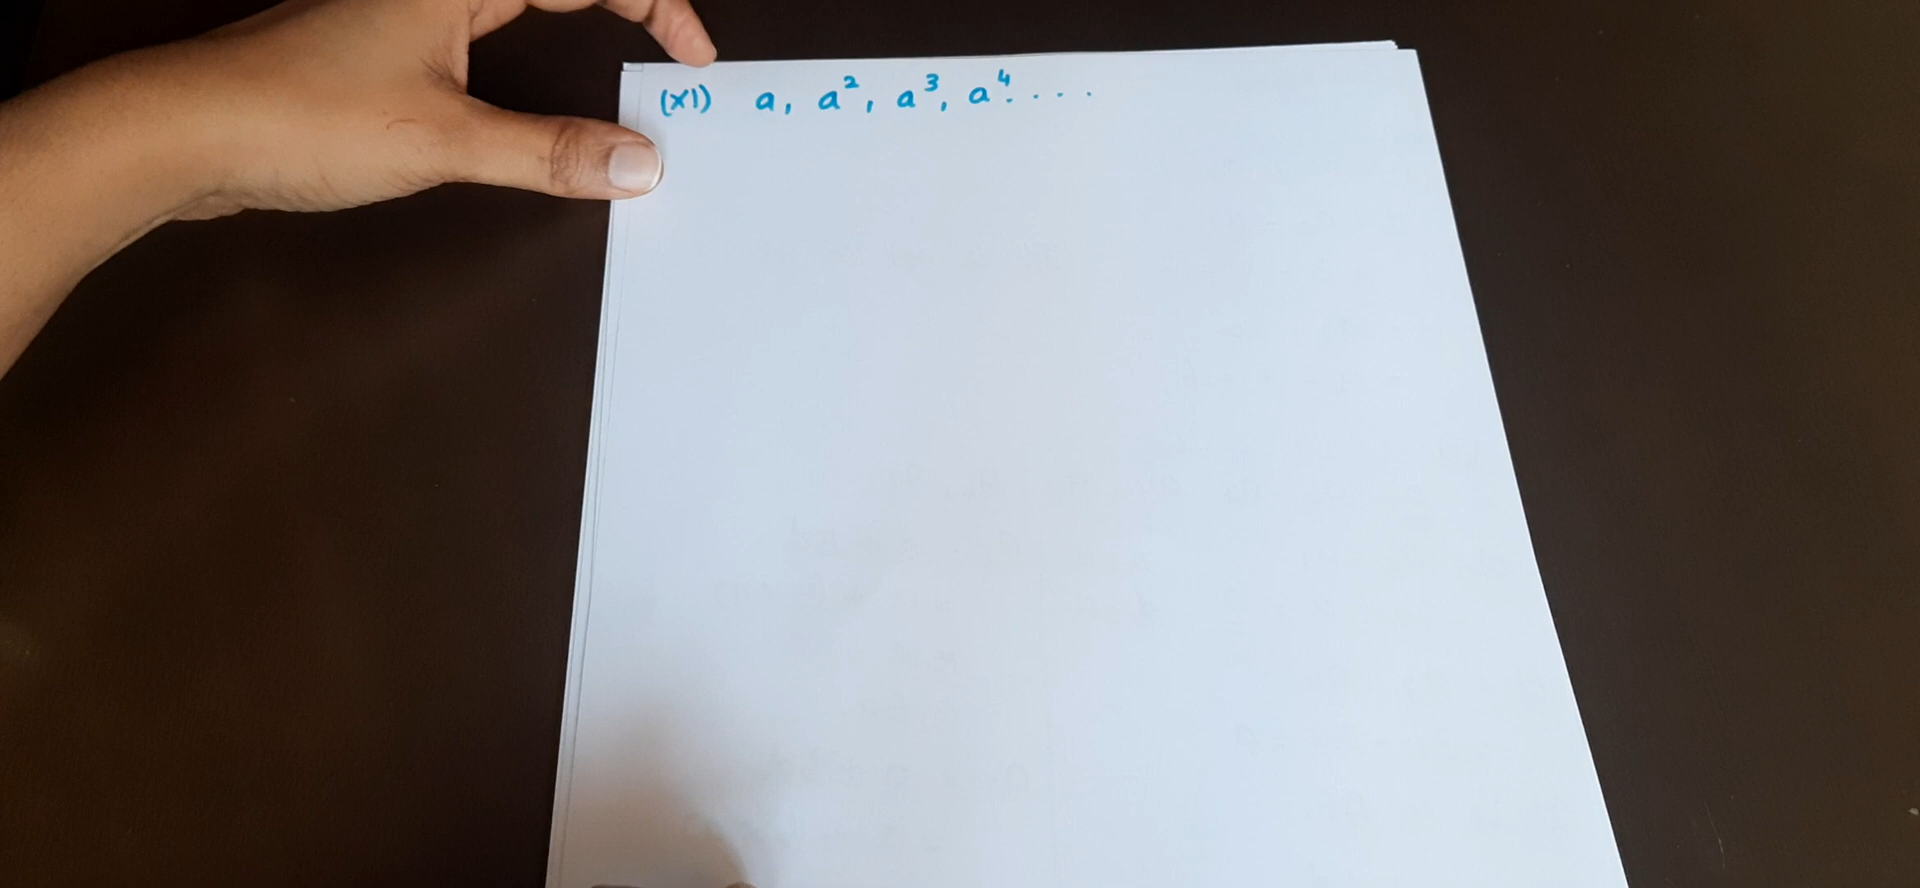 (XI) a, a², a³, a⁴....